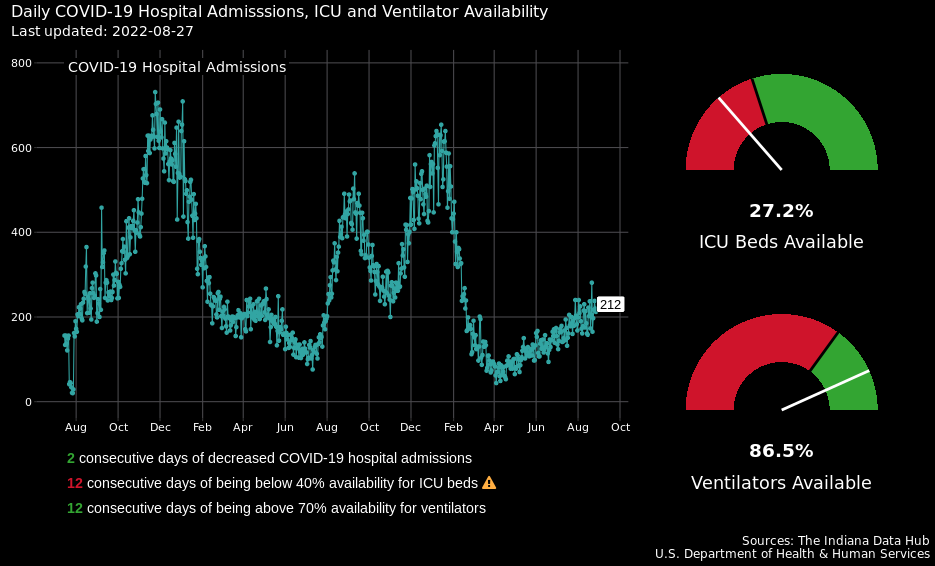 Daily COVID-19 Hospital Admisssions, ICU and Ventilator Availability
Last updated: 2022-08-27
COVID-19 Hospital Admissions
800
600
400
200
0
212
Aug Oct Dec Feb Apr Jun Aug Oct Dec Feb Apr Jun Aug Oct
27.2%
ICU Beds Available
86.5%
Ventilators Available
2 consecutive days of decreased COVID-19 hospital admissions
12 consecutive days of being below 40% availability for ICU beds
12 consecutive days of being above 70% availability for ventilators
Sources: The Indiana Data Hub
U.S. Department of Health & Human Services